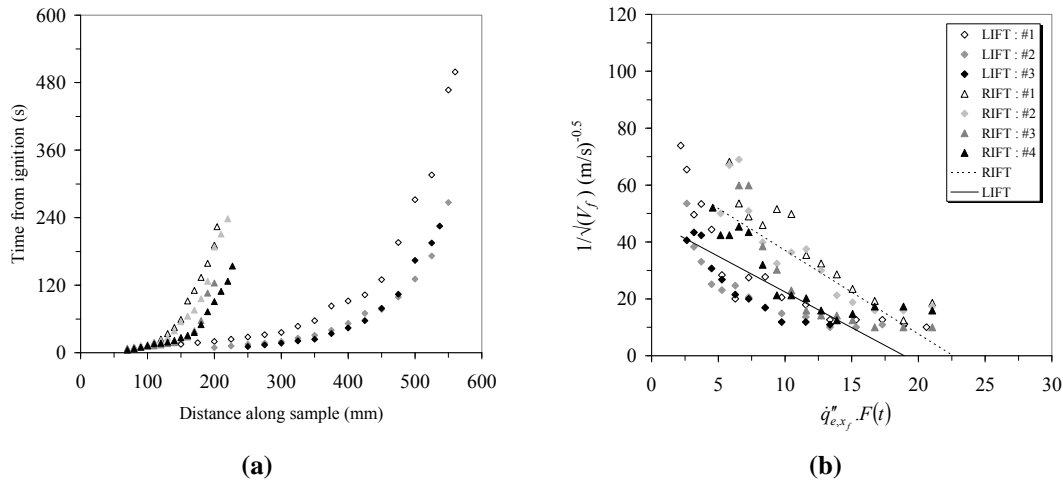 600
480
360
240
120
0
Time from ignition (s)
0 100 200 300 400 500 600
Distance along sample (mm)
(a)
120
100
80
60
40
20
0
1/√(V_f) (m/s)^-0.5
0 5 10 15 20 25 30
q̇″_{e,x_f} .F(t)
LIFT : #1
LIFT : #2
LIFT : #3
RIFT : #1
RIFT : #2
RIFT : #3
RIFT : #4
RIFT
LIFT
(b)